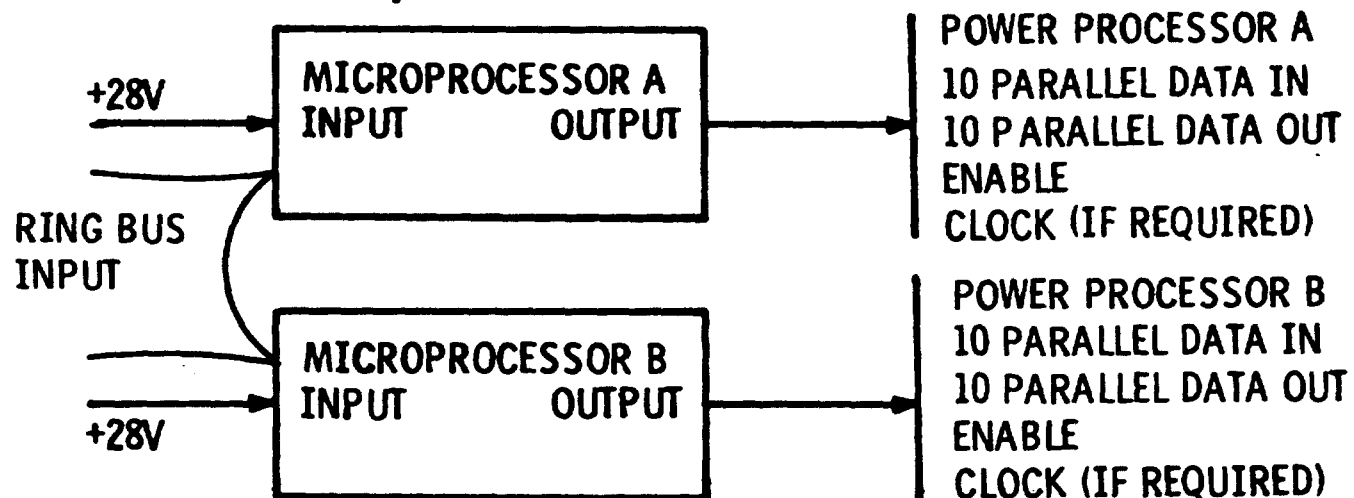 +28V
RING BUS
INPUT
+28V
MICROPROCESSOR A
INPUT OUTPUT
MICROPROCESSOR B
INPUT OUTPUT
POWER PROCESSOR A
10 PARALLEL DATA IN
10 PARALLEL DATA OUT
ENABLE
CLOCK (IF REQUIRED)
POWER PROCESSOR B
10 PARALLEL DATA IN
10 PARALLEL DATA OUT
ENABLE
CLOCK (IF REQUIRED)